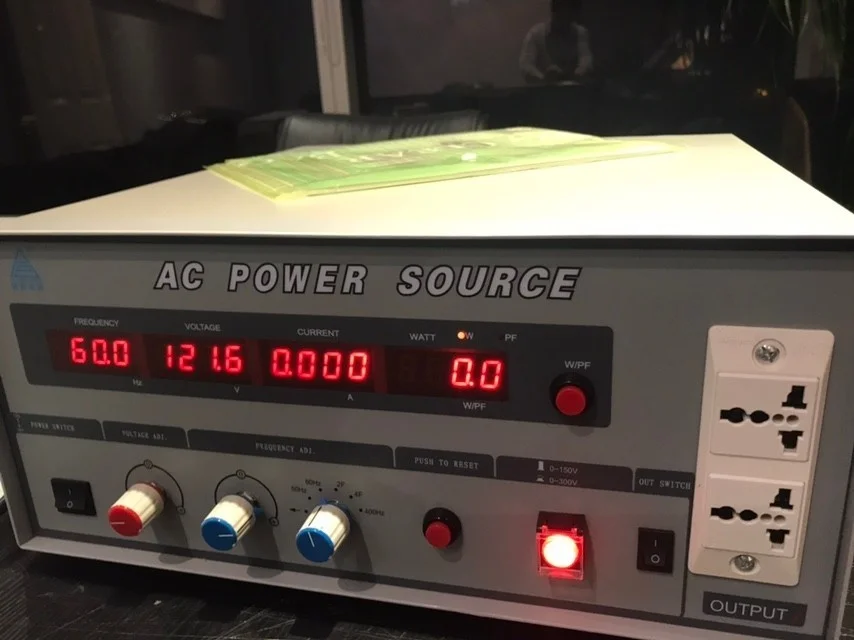 AC POWER SOURCE
FREQUENCY VOLTAGE CURRENT WATT W PF
60.0 121.6 0.000 0.0
W/PF
Hz V A W/PF
POWER SWITCH VOLTAGE ADJ. FREQUENCY ADJ. PUSH TO RESET
0-150V
0-300V
OUT SWITCH
50Hz 60Hz 2F 4F 400Hz
OUTPUT